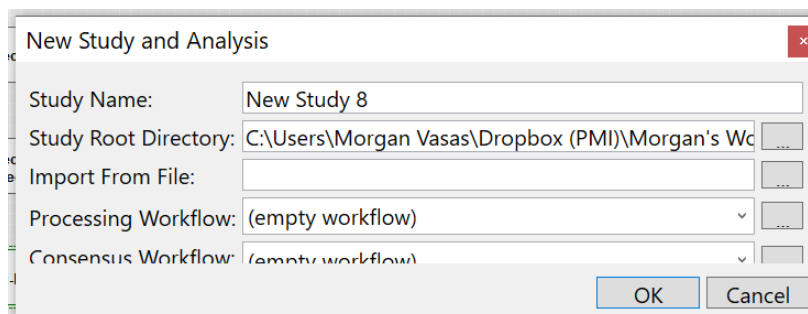 New Study and Analysis
Study Name: New Study 8
Study Root Directory: C:\Users\Morgan Vasas\Dropbox (PMI)\Morgan's Wo ...
Import From File: ...
Processing Workflow: (empty workflow) ...
Consensus Workflow: (empty workflow)
OK Cancel